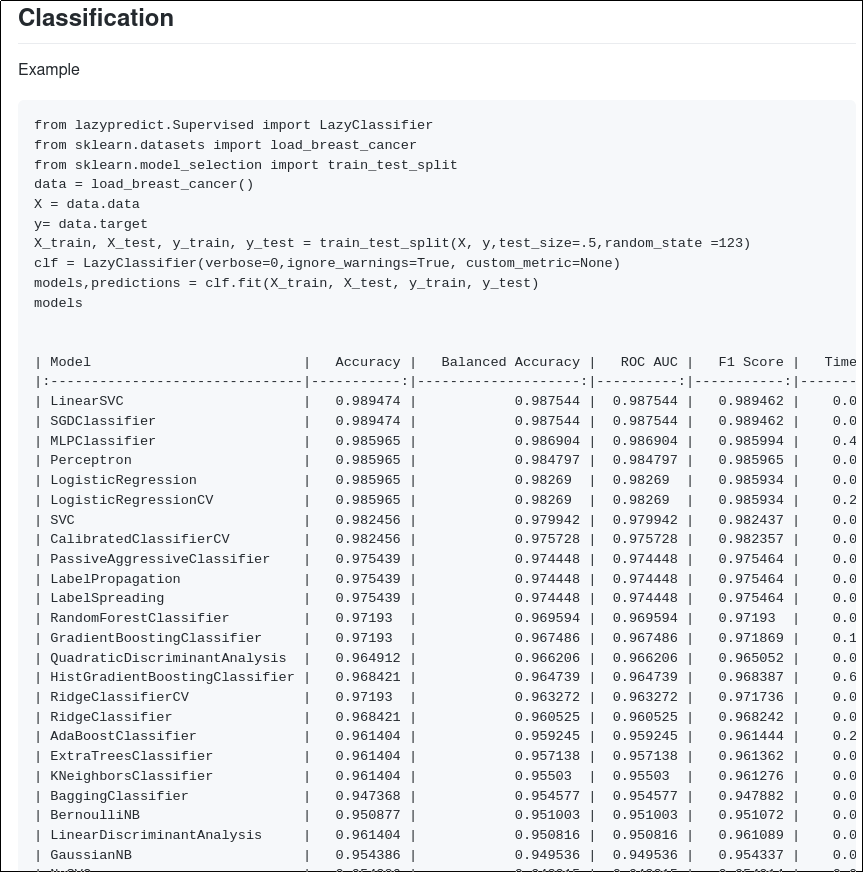 Classification
Example
from lazypredict.Supervised import LazyClassifier
from sklearn.datasets import load_breast_cancer
from sklearn.model_selection import train_test_split
data = load_breast_cancer()
X = data.data
y= data.target
X_train, X_test, y_train, y_test = train_test_split(X, y,test_size=.5,random_state =123)
clf = LazyClassifier(verbose=0,ignore_warnings=True, custom_metric=None)
models,predictions = clf.fit(X_train, X_test, y_train, y_test)
models
| Model                          |   Accuracy |   Balanced Accuracy |   ROC AUC |   F1 Score |   Time
|:-------------------------------|-----------:|--------------------:|----------:|-----------:|-------
| LinearSVC                      |   0.989474 |            0.987544 |  0.987544 |   0.989462 |    0.0
| SGDClassifier                  |   0.989474 |            0.987544 |  0.987544 |   0.989462 |    0.0
| MLPClassifier                  |   0.985965 |            0.986904 |  0.986904 |   0.985994 |    0.4
| Perceptron                     |   0.985965 |            0.984797 |  0.984797 |   0.985965 |    0.0
| LogisticRegression             |   0.985965 |            0.98269  |  0.98269  |   0.985934 |    0.0
| LogisticRegressionCV           |   0.985965 |            0.98269  |  0.98269  |   0.985934 |    0.2
| SVC                            |   0.982456 |            0.979942 |  0.979942 |   0.982437 |    0.0
| CalibratedClassifierCV         |   0.982456 |            0.975728 |  0.975728 |   0.982357 |    0.0
| PassiveAggressiveClassifier    |   0.975439 |            0.974448 |  0.974448 |   0.975464 |    0.0
| LabelPropagation               |   0.975439 |            0.974448 |  0.974448 |   0.975464 |    0.0
| LabelSpreading                 |   0.975439 |            0.974448 |  0.974448 |   0.975464 |    0.0
| RandomForestClassifier         |   0.97193  |            0.969594 |  0.969594 |   0.97193  |    0.0
| GradientBoostingClassifier     |   0.97193  |            0.967486 |  0.967486 |   0.971869 |    0.1
| QuadraticDiscriminantAnalysis  |   0.964912 |            0.966206 |  0.966206 |   0.965052 |    0.0
| HistGradientBoostingClassifier |   0.968421 |            0.964739 |  0.964739 |   0.968387 |    0.6
| RidgeClassifierCV              |   0.97193  |            0.963272 |  0.963272 |   0.971736 |    0.0
| RidgeClassifier                |   0.968421 |            0.960525 |  0.960525 |   0.968242 |    0.0
| AdaBoostClassifier             |   0.961404 |            0.959245 |  0.959245 |   0.961444 |    0.2
| ExtraTreesClassifier           |   0.961404 |            0.957138 |  0.957138 |   0.961362 |    0.0
| KNeighborsClassifier           |   0.961404 |            0.95503  |  0.95503  |   0.961276 |    0.0
| BaggingClassifier              |   0.947368 |            0.954577 |  0.954577 |   0.947882 |    0.0
| BernoulliNB                    |   0.950877 |            0.951003 |  0.951003 |   0.951072 |    0.0
| LinearDiscriminantAnalysis     |   0.961404 |            0.950816 |  0.950816 |   0.961089 |    0.0
| GaussianNB                     |   0.954386 |            0.949536 |  0.949536 |   0.954337 |    0.0